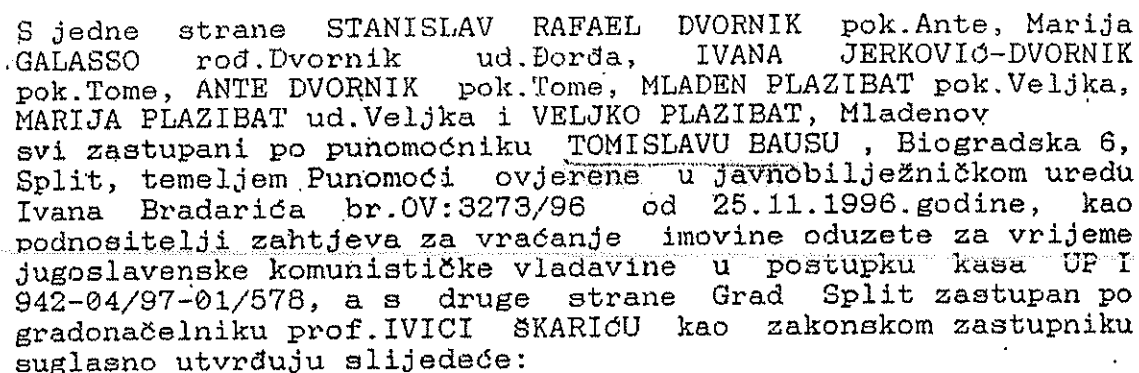 S jedne strane STANISLAV RAFAEL DVORNIK pok.Ante, Marija
GALASSO rođ.Dvornik ud.Đorđa, IVANA JERKOVIĆ-DVORNIK
pok.Tome, ANTE DVORNIK pok.Tome, MLADEN PLAZIBAT pok.Veljka,
MARIJA PLAZIBAT ud.Veljka i VELJKO PLAZIBAT, Mladenov
svi zastupani po punomoćniku TOMISLAVU BAUSU , Biogradska 6,
Split, temeljem Punomoći ovjerene u javnobilježničkom uredu
Ivana Bradarića br.OV:3273/96 od 25.11.1996.godine, kao
podnositelji zahtjeva za vraćanje imovine oduzete za vrijeme
jugoslavenske komunističke vladavine u postupku kasa UP I
942-04/97-01/578, a s druge strane Grad Split zastupan po
gradonačelniku prof.IVICI ŠKARIĆU kao zakonskom zastupniku
suglasno utvrđuju slijedeće: